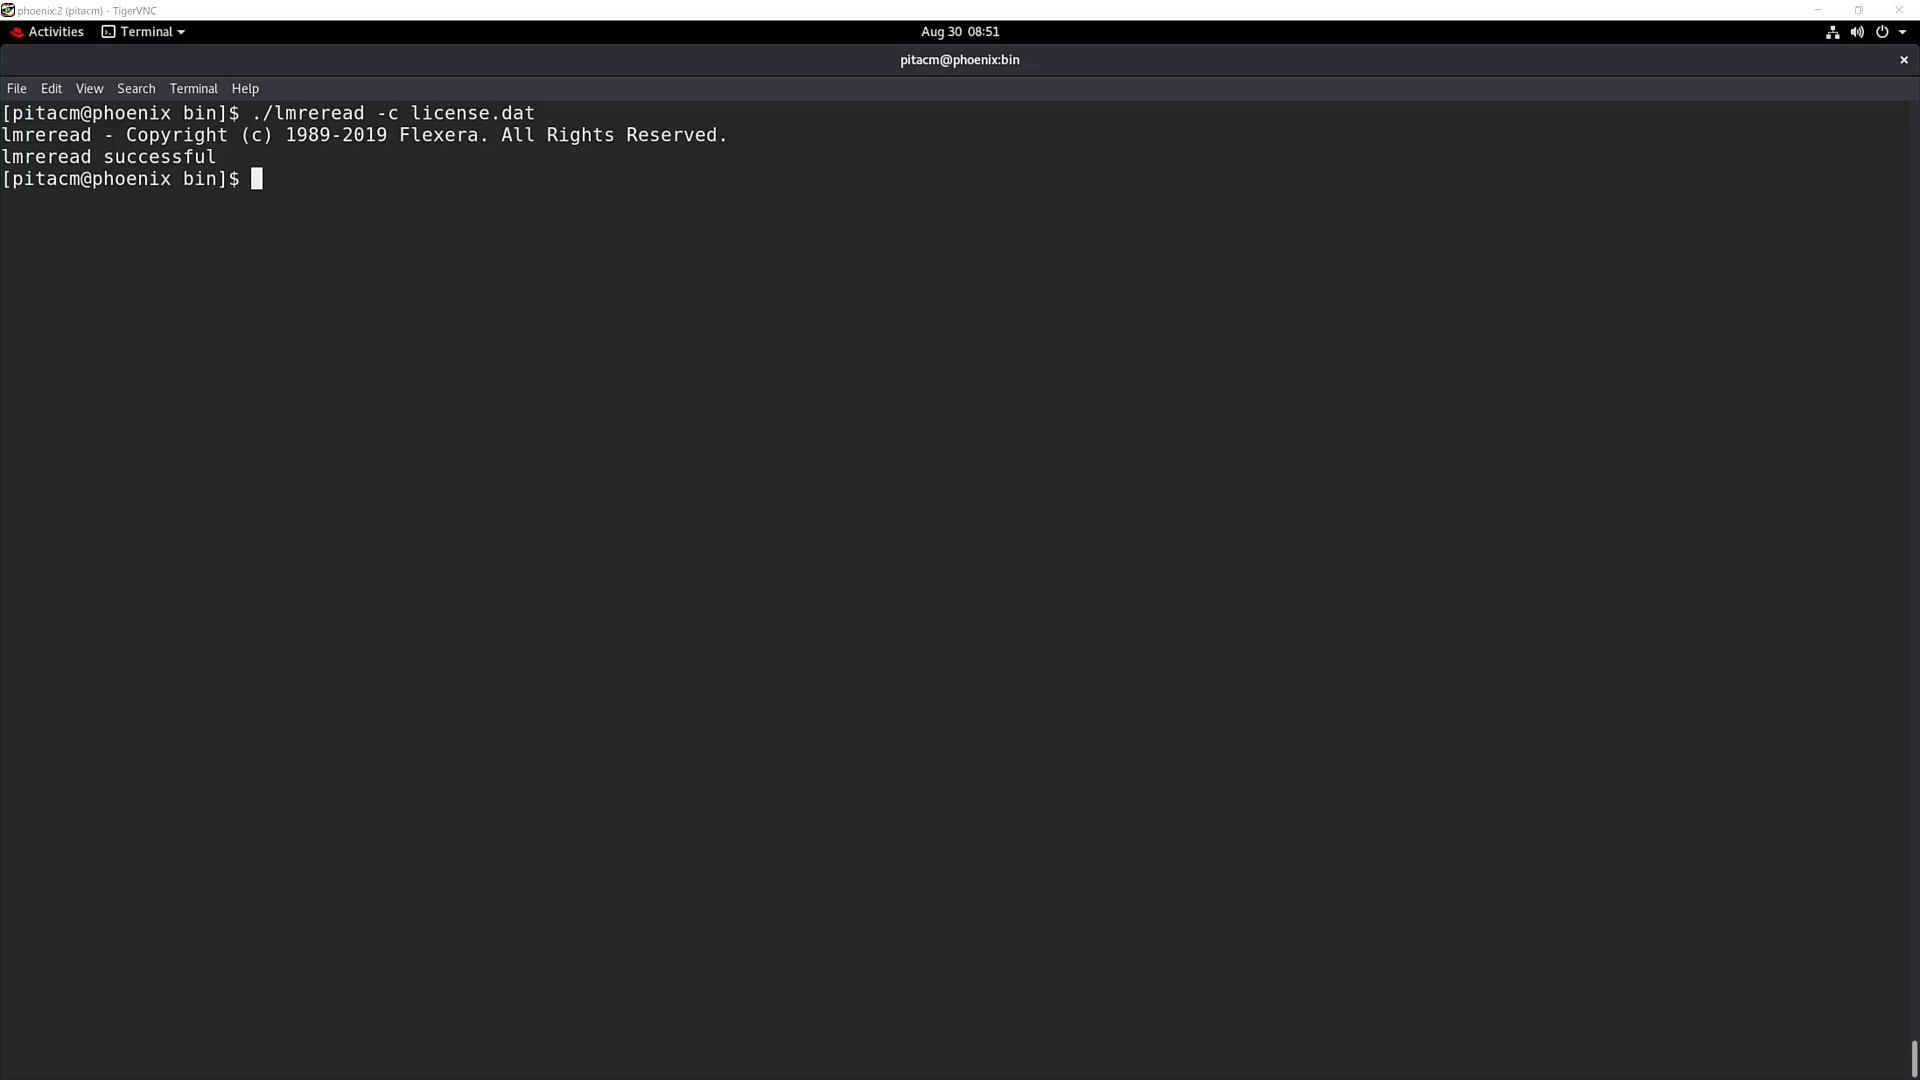 phoenix:2 (pitacm) - TigerVNC
Activities Terminal Aug 30 08:51
pitacm@phoenix:bin
File Edit View Search Terminal Help
[pitacm@phoenix bin]$ ./lmreread -c license.dat
lmreread - Copyright (c) 1989-2019 Flexera. All Rights Reserved.
lmreread successful
[pitacm@phoenix bin]$